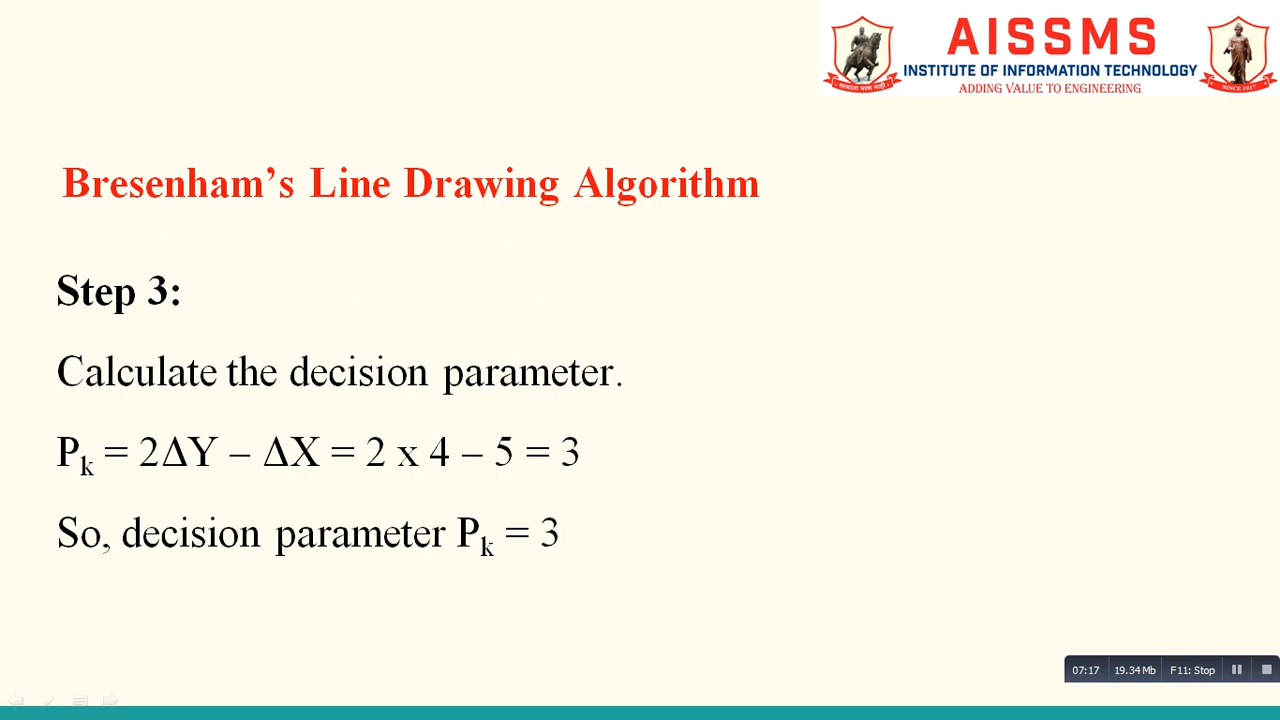 AISSMS
INSTITUTE OF INFORMATION TECHNOLOGY
ADDING VALUE TO ENGINEERING
SINCE 1917
Bresenham’s Line Drawing Algorithm
Step 3:
Calculate the decision parameter.
Pk = 2ΔY – ΔX = 2 x 4 – 5 = 3
So, decision parameter Pk = 3
07:17 19.34 Mb F11: Stop